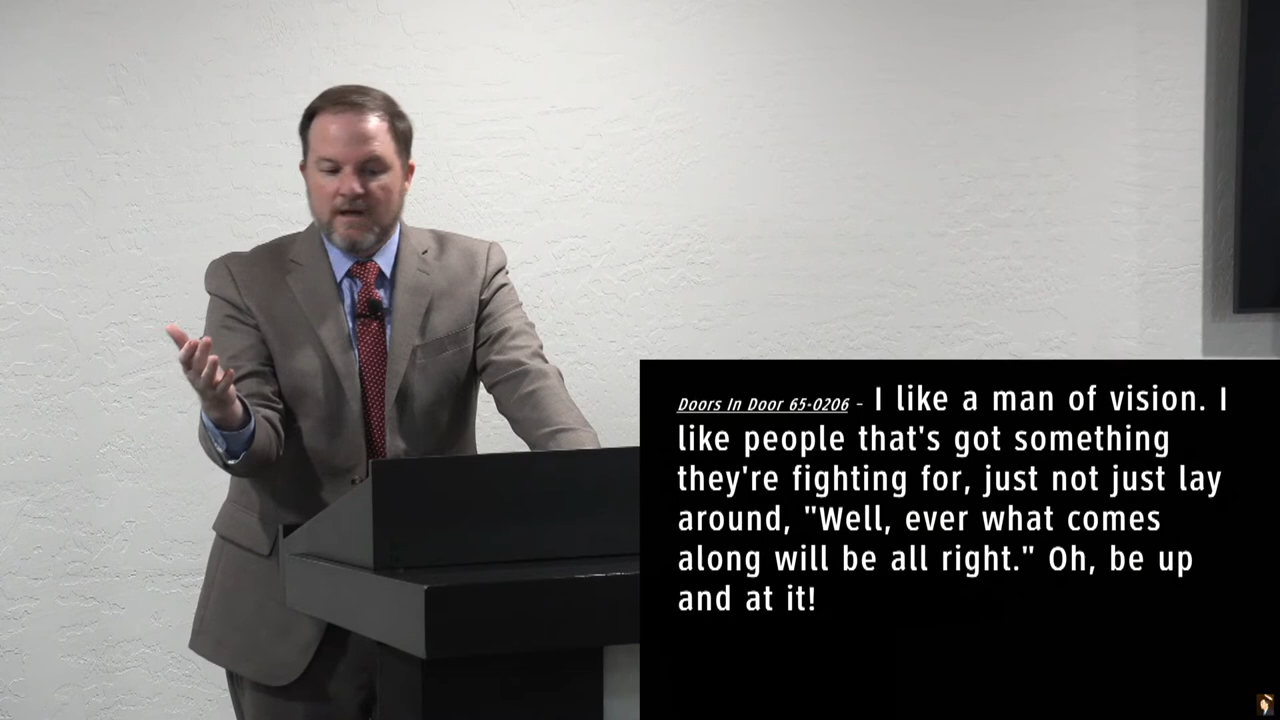 Doors In Door 65-0206 - I like a man of vision. I
like people that's got something
they're fighting for, just not just lay
around, "Well, ever what comes
along will be all right." Oh, be up
and at it!